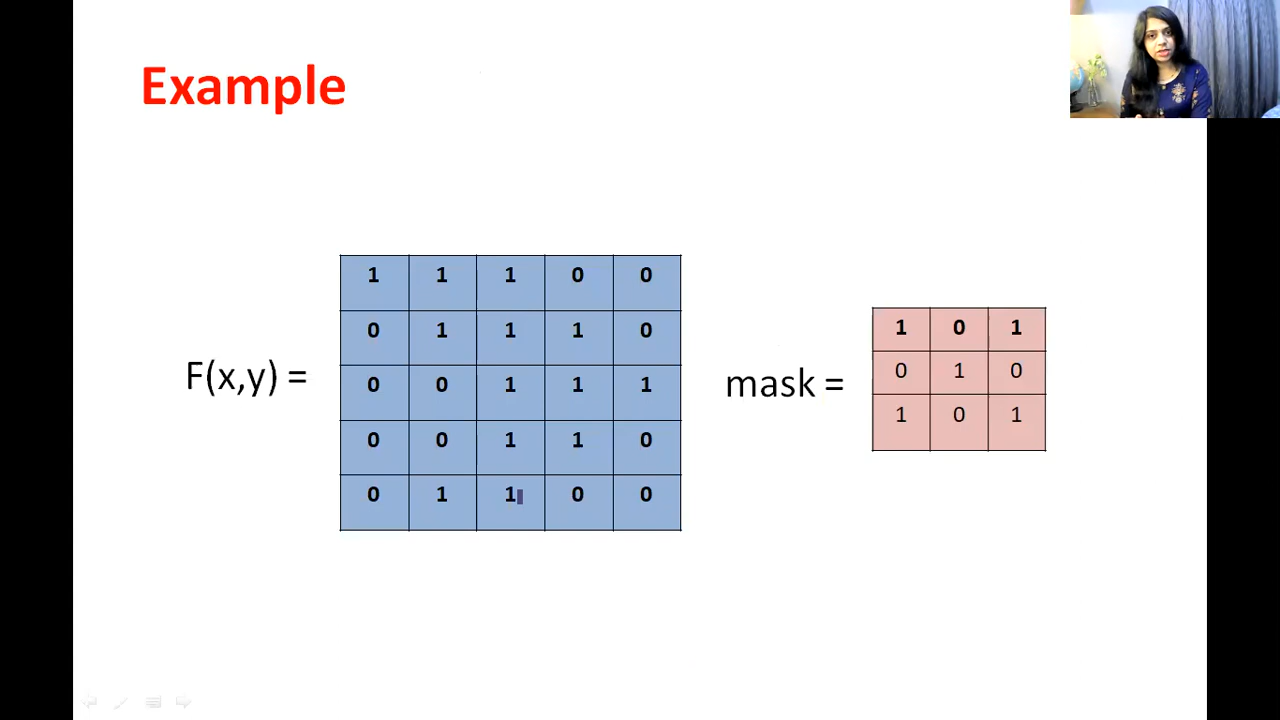 Example
F(x,y) =
1 1 1 0 0
0 1 1 1 0
0 0 1 1 1
0 0 1 1 0
0 1 1 0 0
mask =
1 0 1
0 1 0
1 0 1